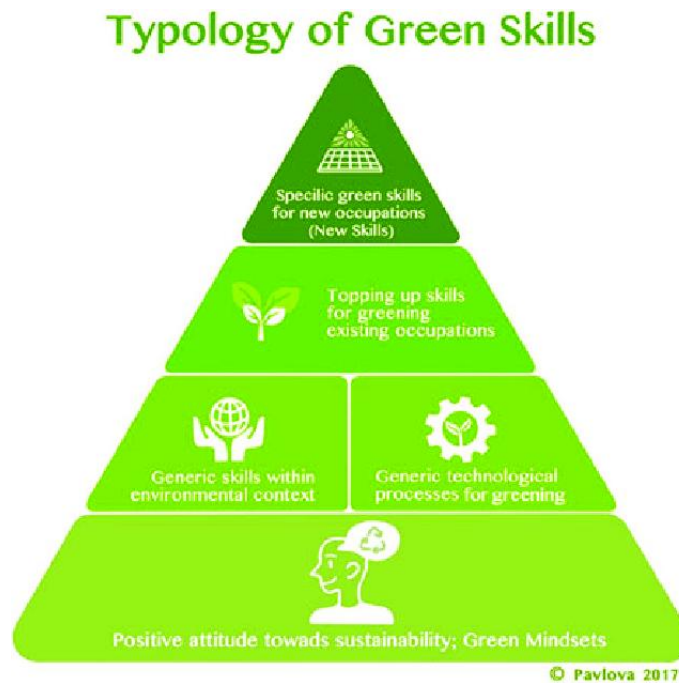 Typology of Green Skills
Specific green skills
for new occupations
(New Skills)
Topping up skills
for greening
existing occupations
Generic skills within
environmental context
Generic technological
processes for greening
Positive attitude towads sustainability; Green Mindsets
© Pavlova 2017